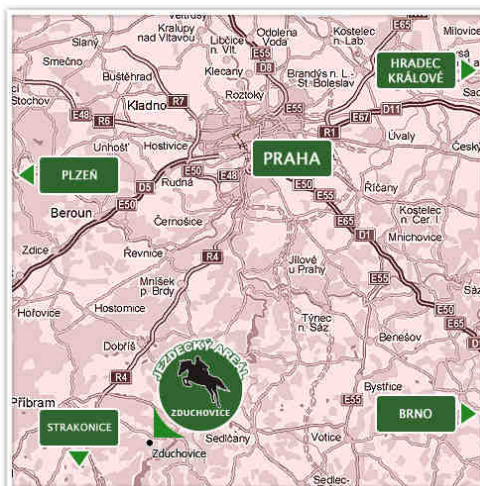 Slaný
Kralupy
nad Vltavou
Libčice
n. Vlt.
Odolena
Voda
Kostelec
n. Lab.
E65
Milovice
E55
D8
Smečno
Klecany
Brandýs n. L.-
St. Boleslav
HRADEC
KRÁLOVÉ
Buštěhrad
Roztoky
Stochov
Kladno
R7
E55
D11
E48
R6
E67
R1
Úvaly
Český
Unhošť
Hostivice
PRAHA
PLZEŇ
D5
Rudná
E50
E48
E50
Říčany
E50
Beroun
E55
Kostelec
n. Čer. l.
Černošice
E65
D1
Mnichovice
Zdice
Řevnice
R4
Jílové
u Prahy
Mníšek
p. Brdy
E55
Hořovice
Hostomice
Týnec
n. Sáz.
E50
E65
Dobříš
Benešov
JEZDECKÝ AREÁL
R4
ZDUCHOVICE
Bystřice
Příbram
E55
BRNO
STRAKONICE
Sedlčany
Votice
Zduchovice
Sedlec-